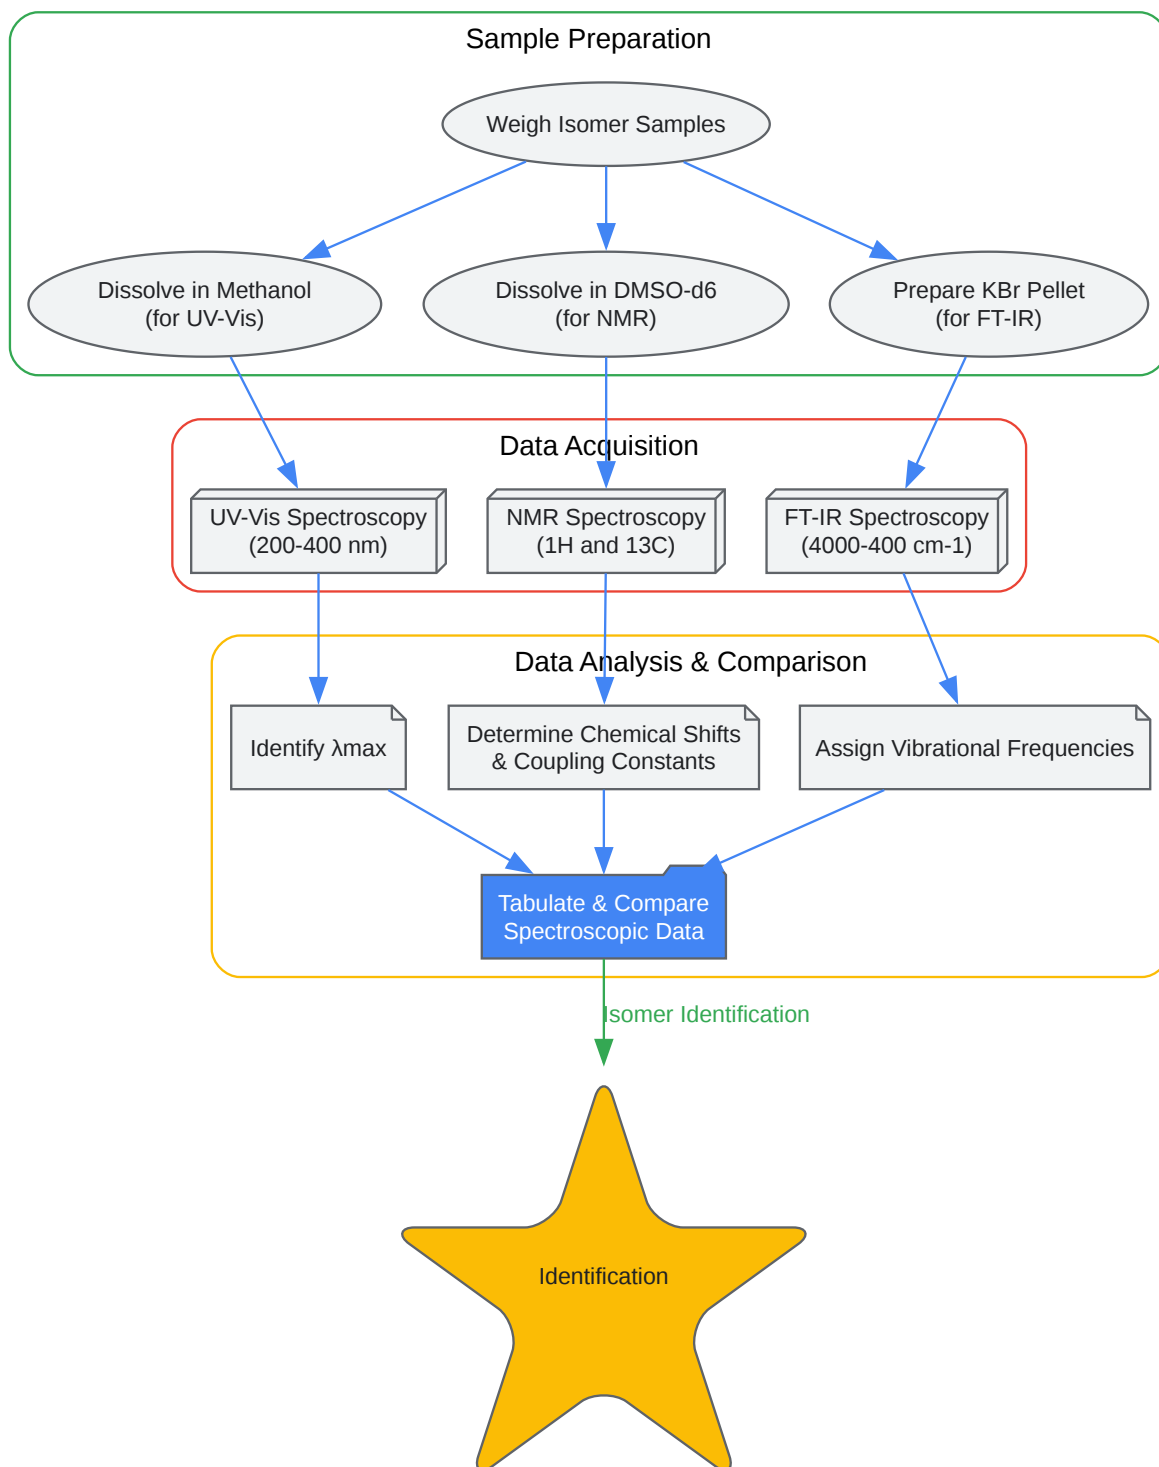 Sample Preparation
Weigh Isomer Samples
Dissolve in Methanol
(for UV-Vis)
Dissolve in DMSO-d6
(for NMR)
Prepare KBr Pellet
(for FT-IR)
Data Acquisition
UV-Vis Spectroscopy
(200-400 nm)
NMR Spectroscopy
(1H and 13C)
FT-IR Spectroscopy
(4000-400 cm-1)
Data Analysis & Comparison
Identify λmax
Determine Chemical Shifts
& Coupling Constants
Assign Vibrational Frequencies
Tabulate & Compare
Spectroscopic Data
Isomer Identification
Identification